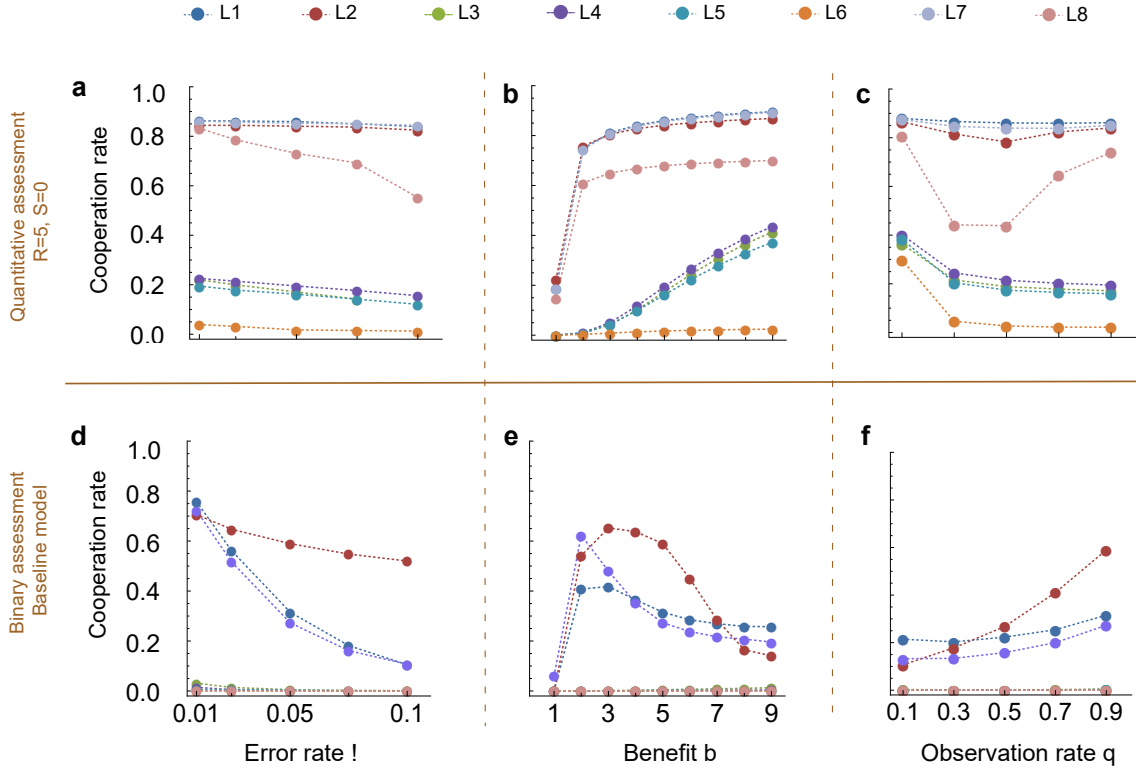 L1 L2 L3 L4 L5 L6 L7 L8
a b c
Quantitative assessment
R=5, S=0
Cooperation rate
1.0
0.8
0.6
0.4
0.2
0.0
d e f
Binary assessment
Baseline model
Cooperation rate
1.0
0.8
0.6
0.4
0.2
0.0
0.01 0.05 0.1 1 3 5 7 9 0.1 0.3 0.5 0.7 0.9
Error rate ! Benefit b Observation rate q